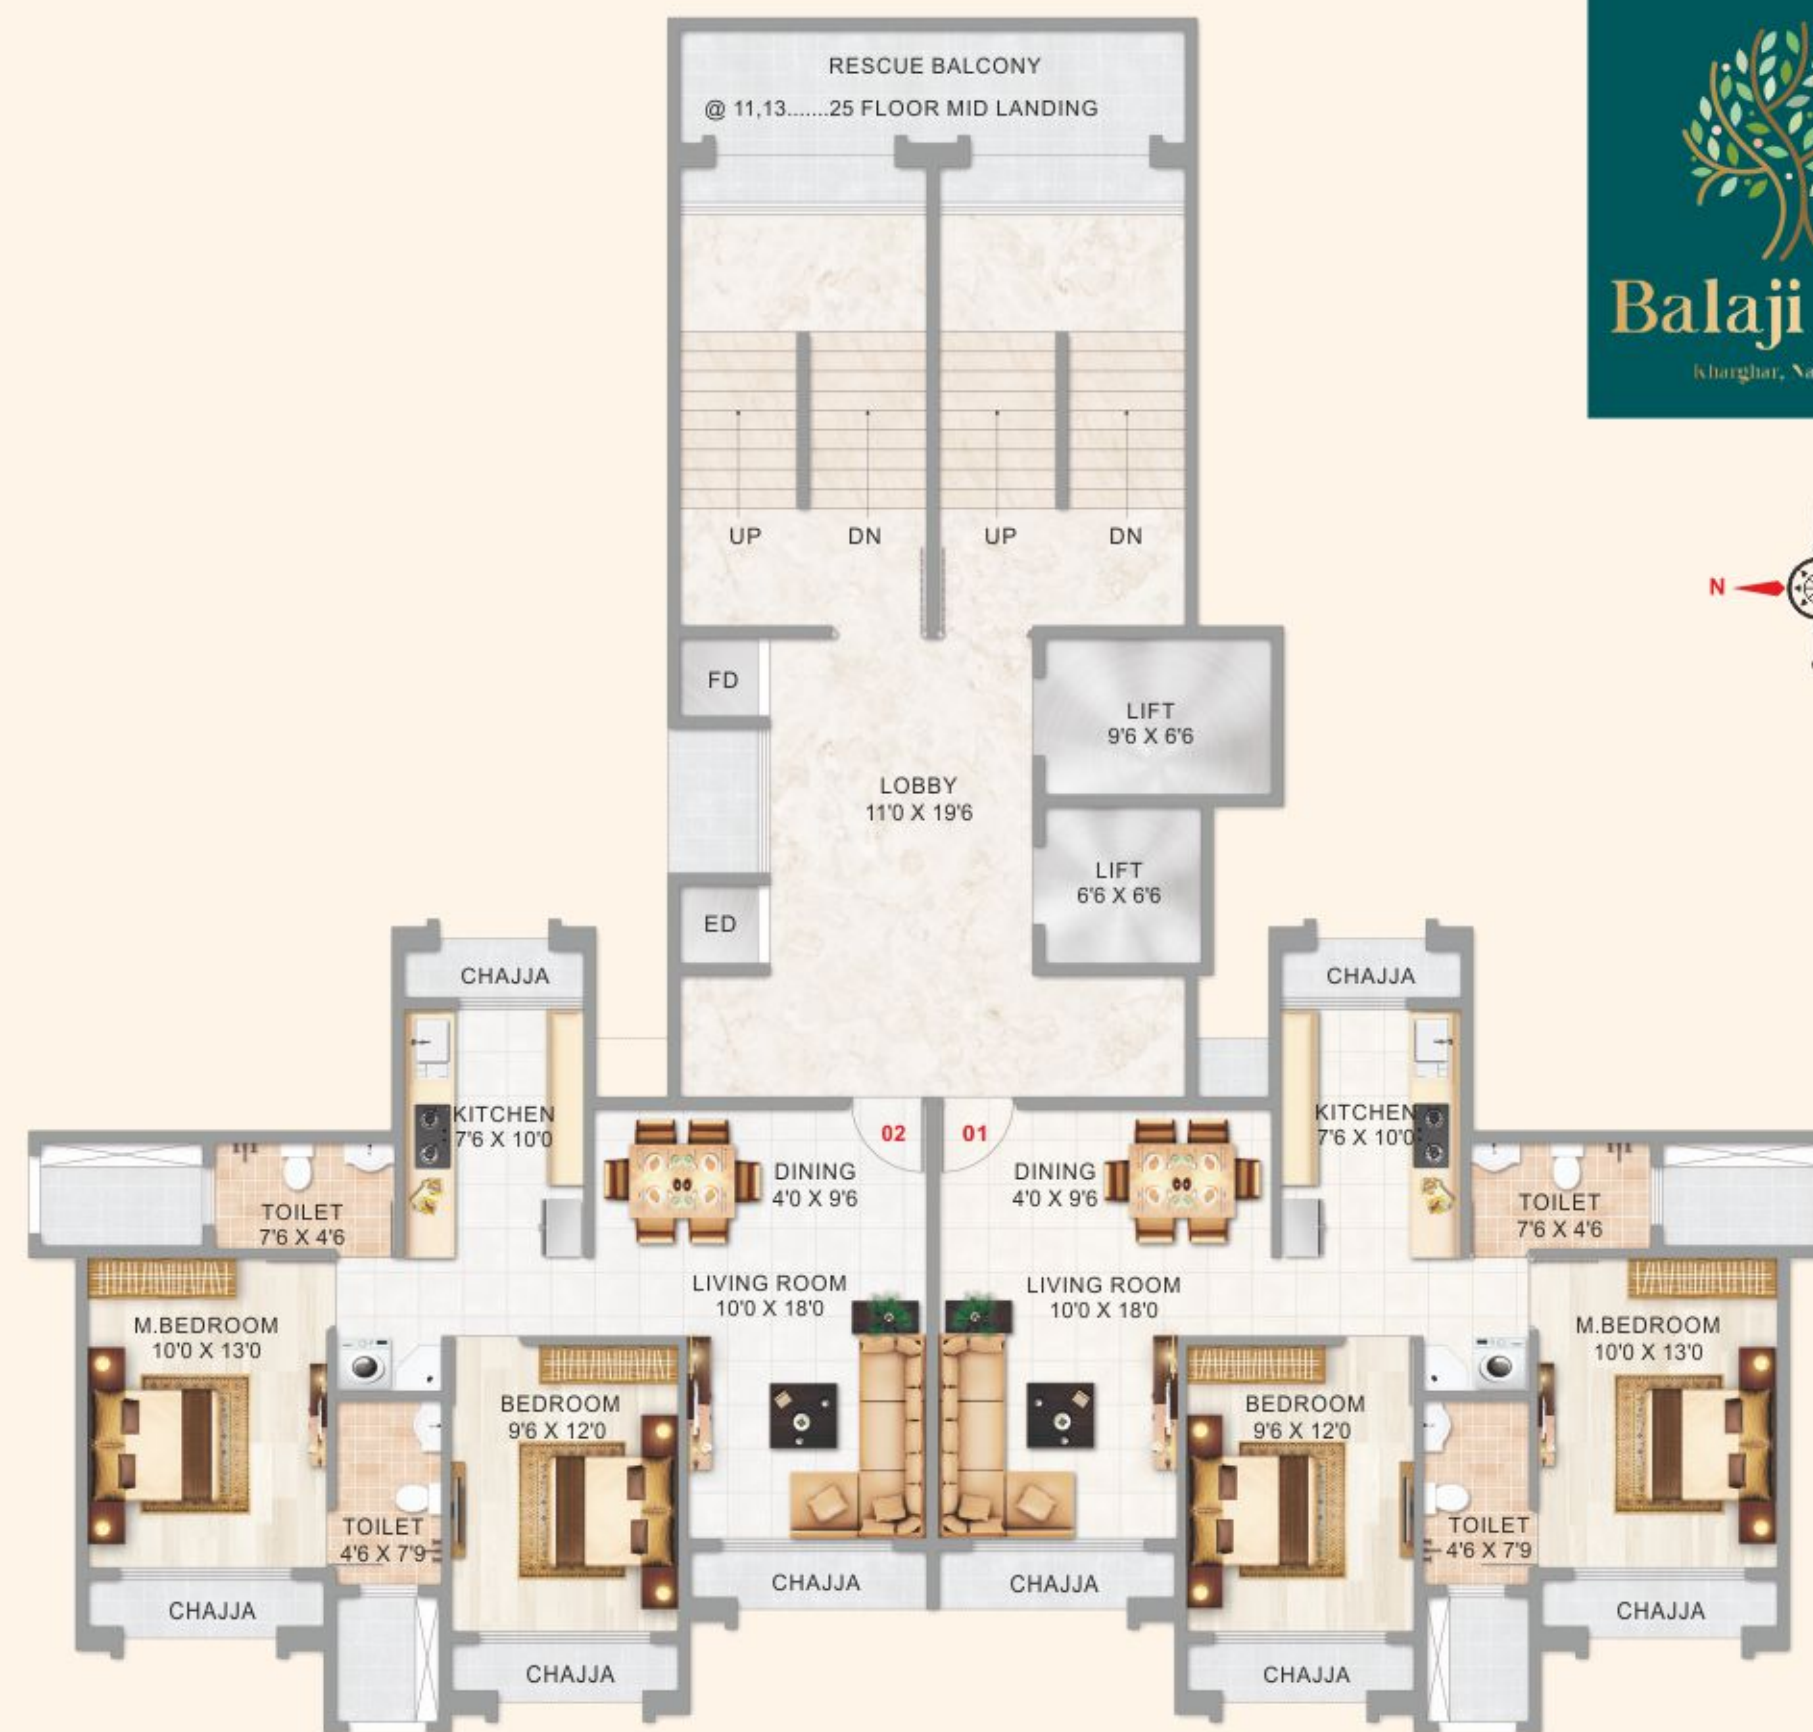 RESCUE BALCONY
@ 11,13.......25 FLOOR MID LANDING
Balaji
Kharghar,
UP
DN
UP
DN
N
FD
LIFT
9'6 X 6'6
LOBBY
11'0 X 19'6
LIFT
6'6 X 6'6
ED
CHAJJA
CHAJJA
KITCHEN
7'6 X 10'0
02
01
KITCHEN
7'6 X 10'0
DINING
4'0 X 9'6
DINING
4'0 X 9'6
TOILET
7'6 X 4'6
TOILET
7'6 X 4'6
LIVING ROOM
10'0 X 18'0
LIVING ROOM
10'0 X 18'0
M.BEDROOM
10'0 X 13'0
M.BEDROOM
10'0 X 13'0
BEDROOM
9'6 X 12'0
BEDROOM
9'6 X 12'0
TOILET
4'6 X 7'9
TOILET
4'6 X 7'9
CHAJJA
CHAJJA
CHAJJA
CHAJJA
CHAJJA
CHAJJA